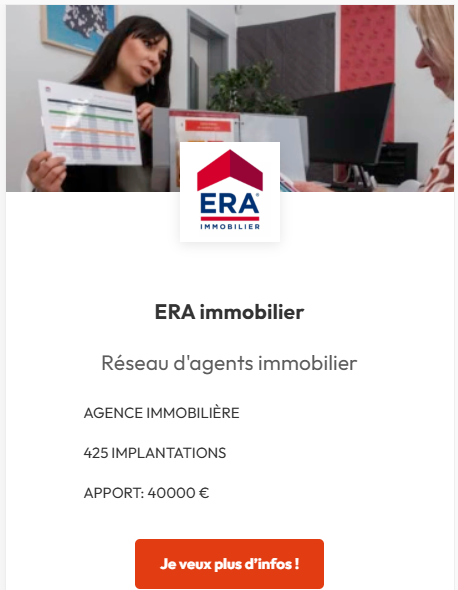 ERA
IMMOBILIER
ERA immobilier
Réseau d'agents immobilier
AGENCE IMMOBILIÈRE
425 IMPLANTATIONS
APPORT: 40000 €
Je veux plus d'infos !